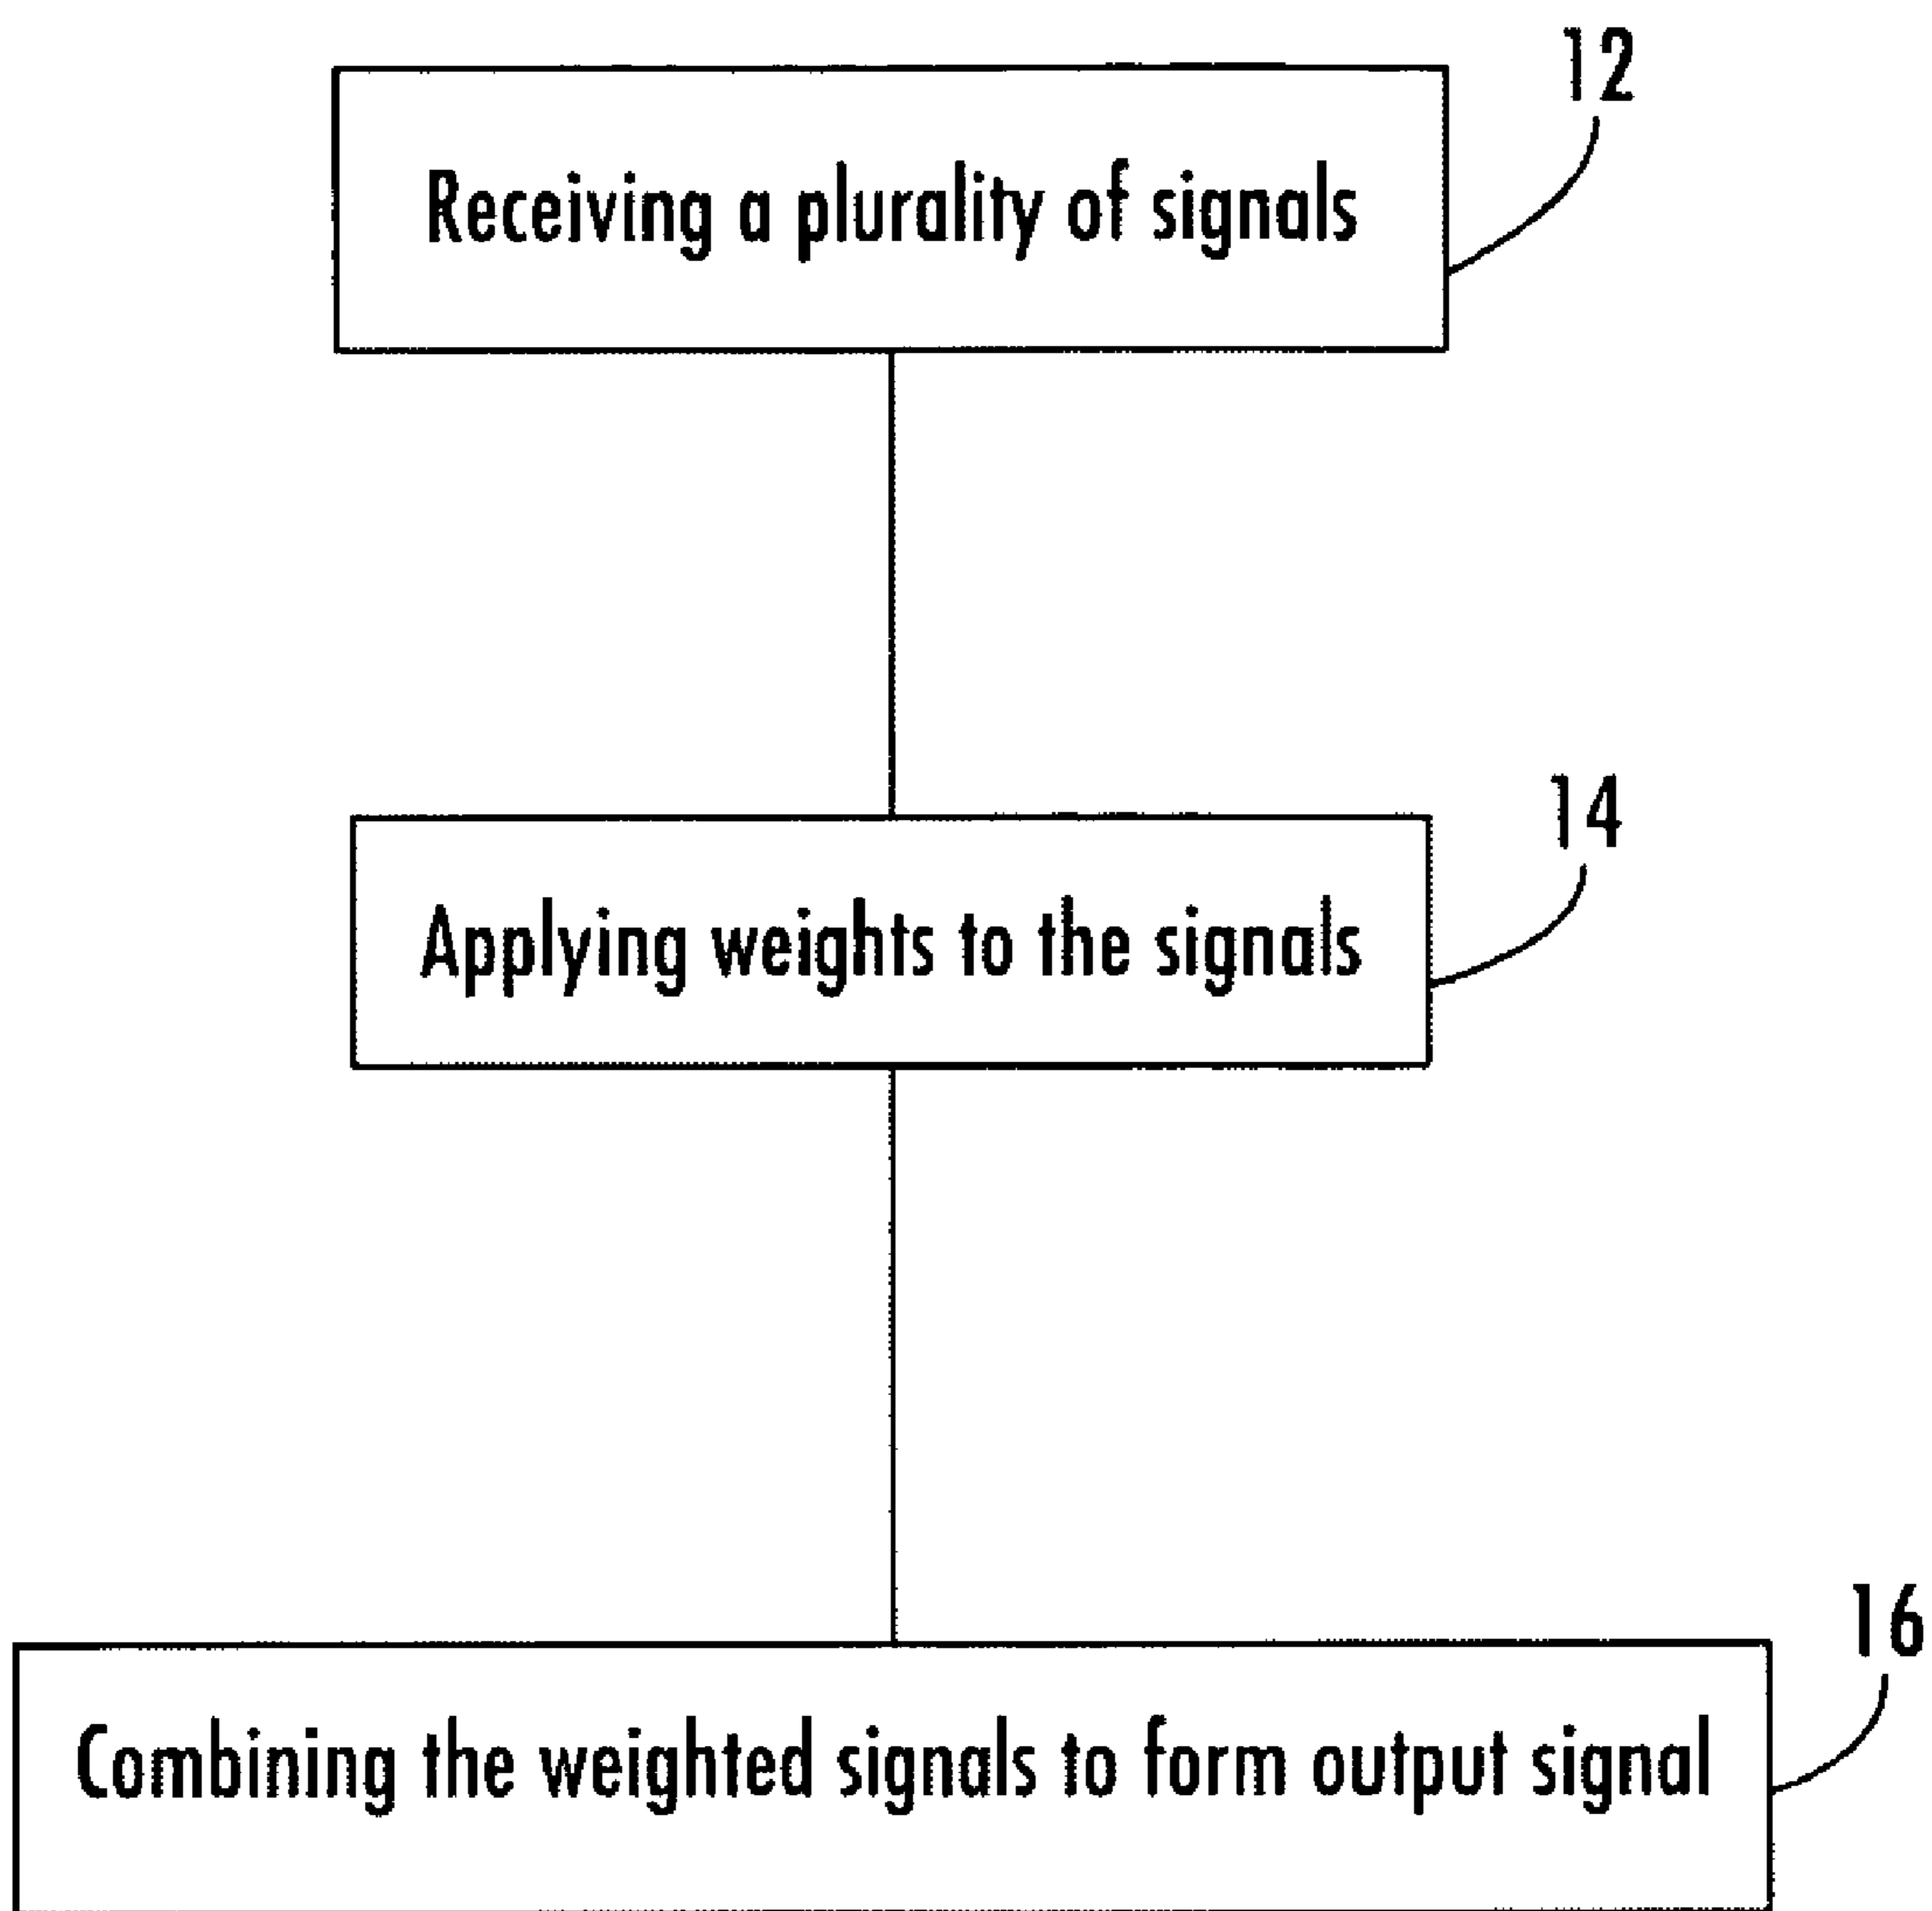 12
Receiving a plurality of signals
14
Applying weights to the signals
16
Combining the weighted signals to form output signal